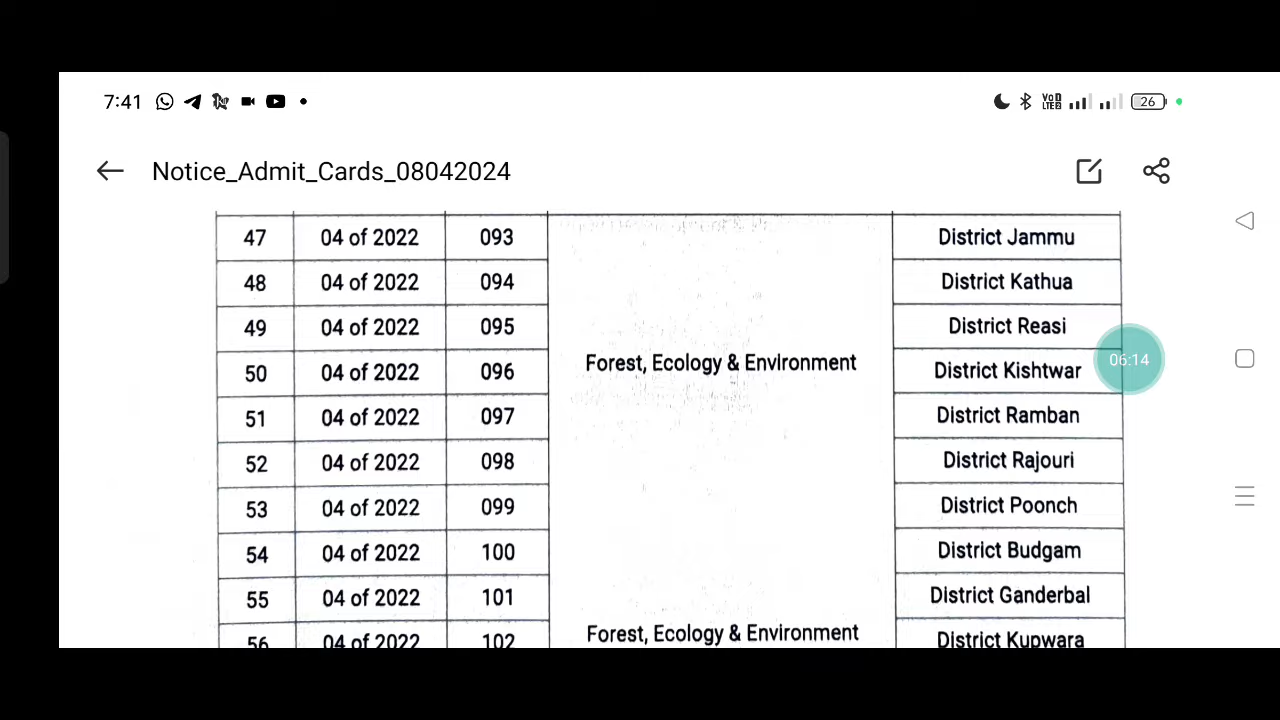 7:41 26
Notice_Admit_Cards_08042024
47 04 of 2022 093 District Jammu
48 04 of 2022 094 District Kathua
49 04 of 2022 095 District Reasi
50 04 of 2022 096 Forest, Ecology & Environment District Kishtwar 06:14
51 04 of 2022 097 District Ramban
52 04 of 2022 098 District Rajouri
53 04 of 2022 099 District Poonch
54 04 of 2022 100 District Budgam
55 04 of 2022 101 District Ganderbal
56 04 of 2022 102 Forest, Ecology & Environment District Kupwara